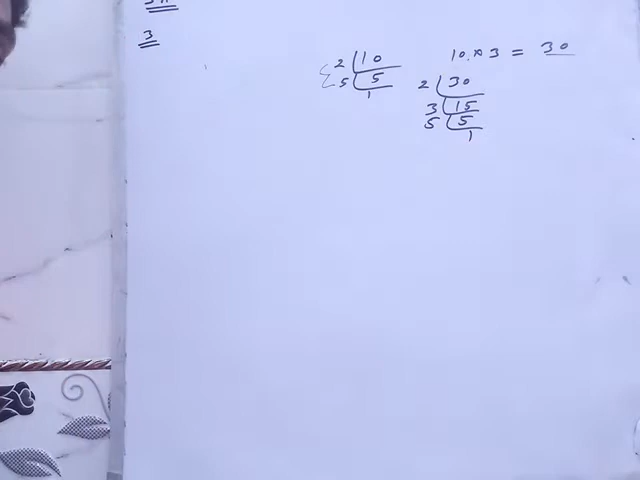 3
2 | 10
5 | 5
1
10 × 3 = 30
2 | 30
3 | 15
5 | 5
1